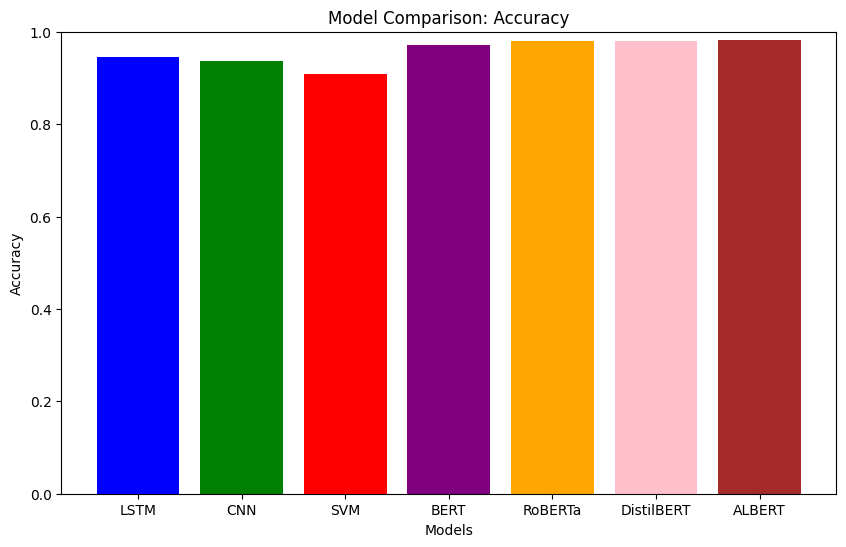 Model Comparison: Accuracy
1.0
0.8
0.6
0.4
0.2
0.0
Accuracy
LSTM CNN SVM BERT RoBERTa DistilBERT ALBERT
Models